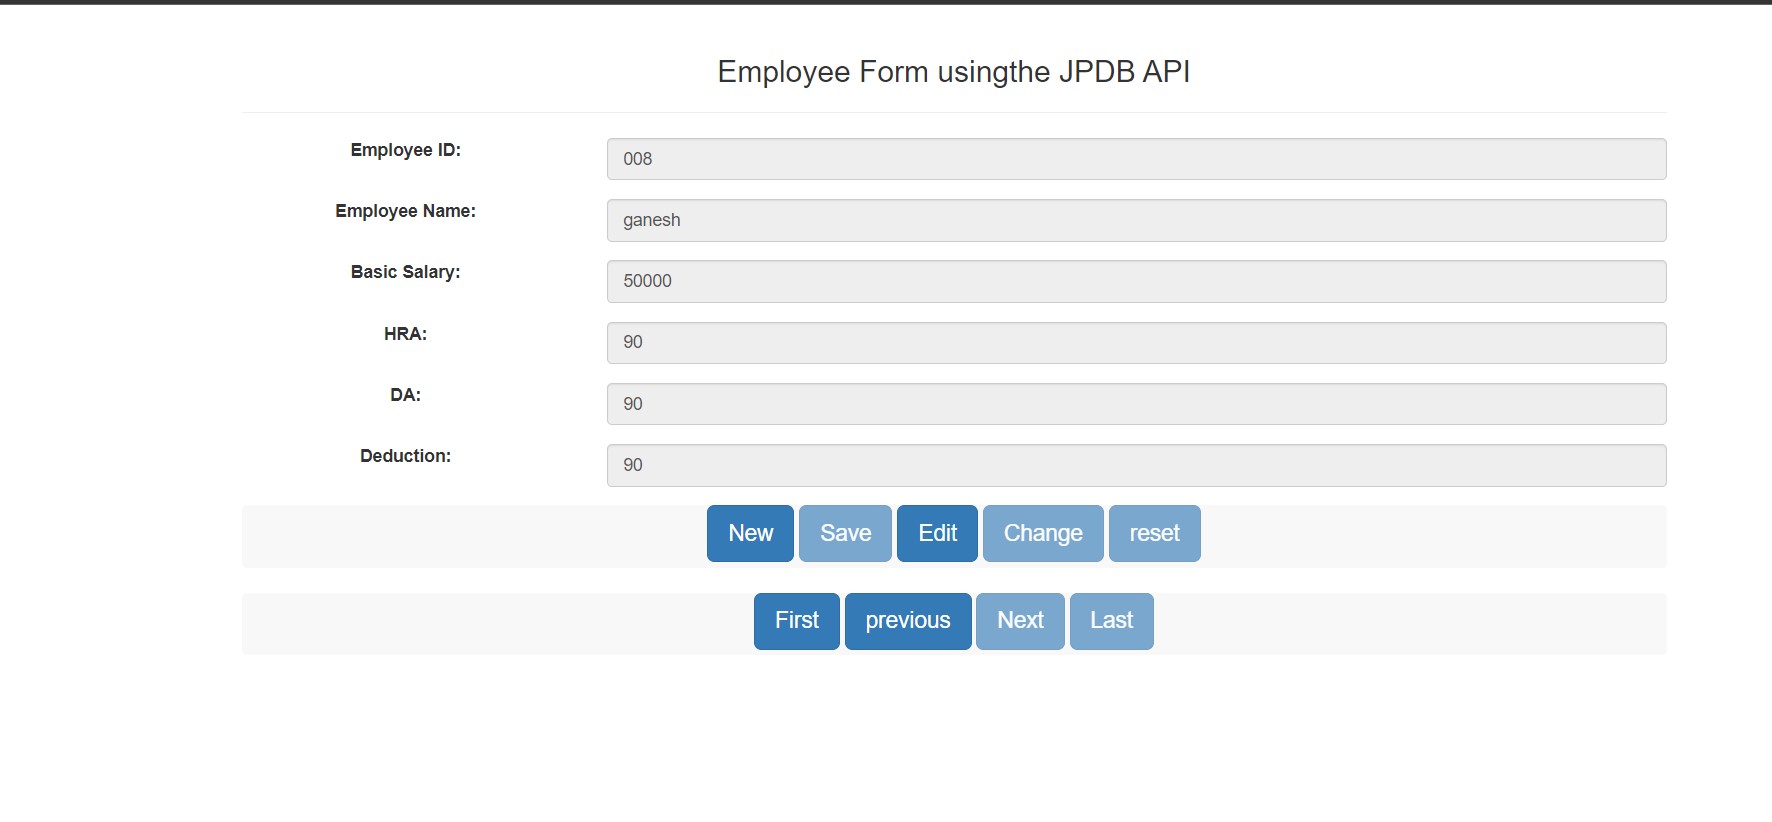 Employee Form usingthe JPDB API
Employee ID: 008
Employee Name: ganesh
Basic Salary: 50000
HRA: 90
DA: 90
Deduction: 90
New Save Edit Change reset
First previous Next Last